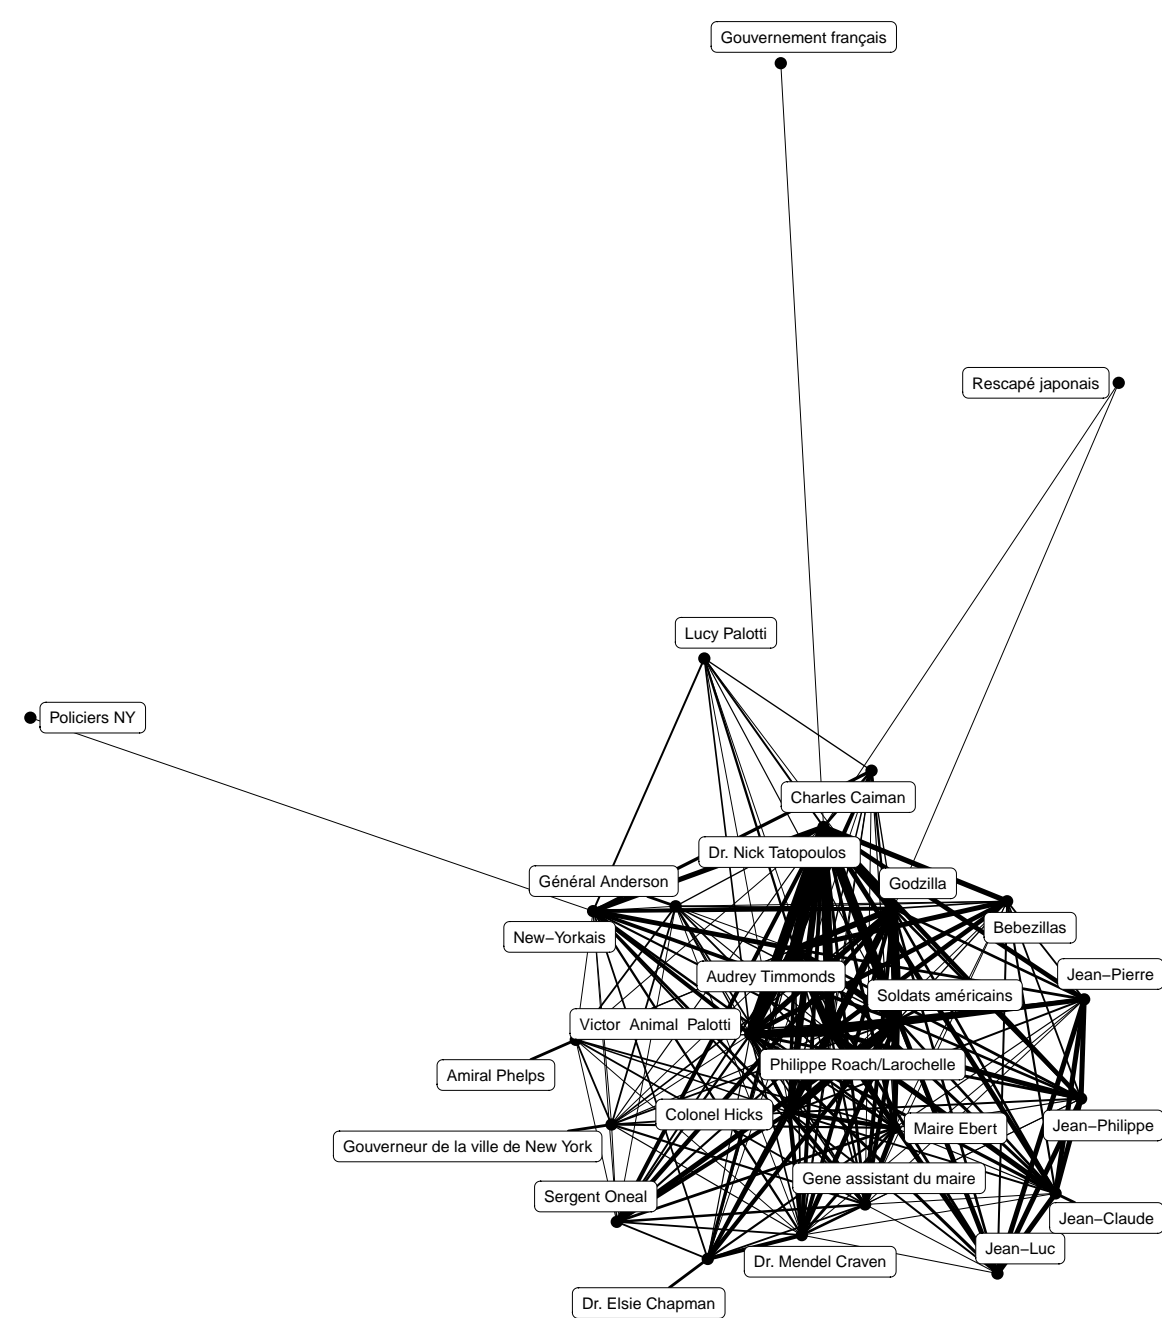 Gouvernement français
Rescapé japonais
Lucy Palotti
Policiers NY
Charles Caiman
Dr. Nick Tatopoulos
Général Anderson
Godzilla
New−Yorkais
Bebezillas
Audrey Timmonds
Jean−Pierre
Soldats américains
Victor Animal Palotti
Philippe Roach/Larochelle
Amiral Phelps
Colonel Hicks
Maire Ebert
Jean−Philippe
Gouverneur de la ville de New York
Gene assistant du maire
Sergent Oneal
Jean−Claude
Jean−Luc
Dr. Mendel Craven
Dr. Elsie Chapman